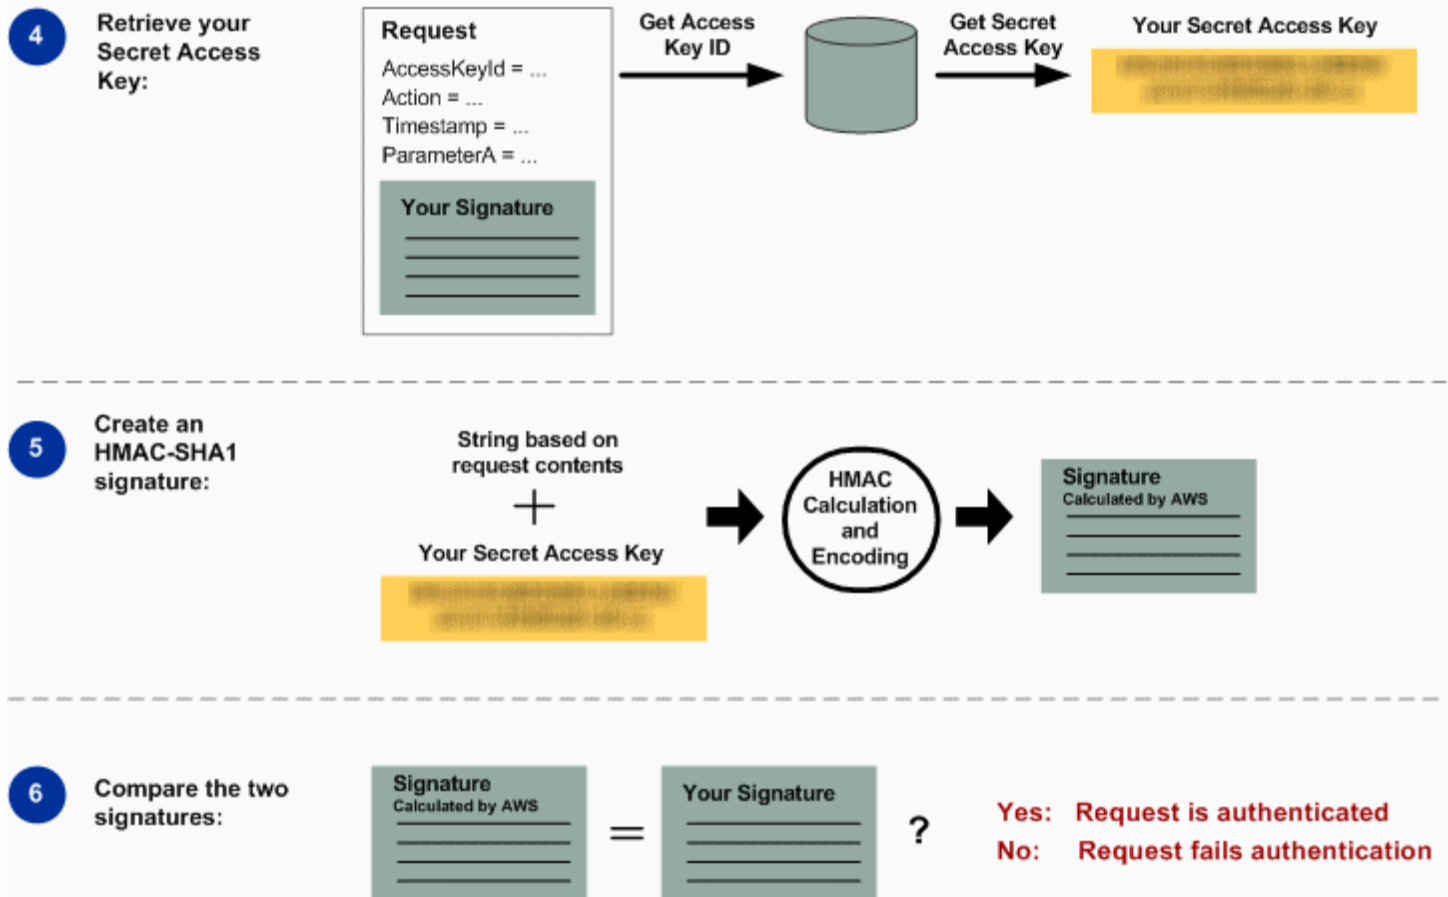 4
Retrieve your
Secret Access
Key:
Request
AccessKeyId = ...
Action = ...
Timestamp = ...
ParameterA = ...
Your Signature
Get Access
Key ID
Get Secret
Access Key
Your Secret Access Key
5
Create an
HMAC-SHA1
signature:
String based on
request contents
+
Your Secret Access Key
HMAC
Calculation
and
Encoding
Signature
Calculated by AWS
6
Compare the two
signatures:
Signature
Calculated by AWS
=
Your Signature
?
Yes: Request is authenticated
No: Request fails authentication